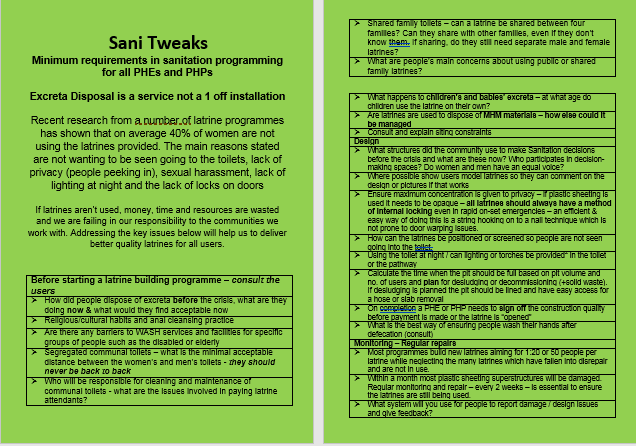 Sani Tweaks
Minimum requirements in sanitation programming
for all PHEs and PHPs
Excreta Disposal is a service not a 1 off installation
Recent research from a number of latrine programmes
has shown that on average 40% of women are not
using the latrines provided. The main reasons stated
are not wanting to be seen going to the toilets, lack of
privacy (people peeking in), sexual harassment, lack of
lighting at night and the lack of locks on doors
If latrines aren't used, money, time and resources are wasted
and we are failing in our responsibility to the communities we
work with. Addressing the key issues below will help us to deliver
better quality latrines for all users.
Before starting a latrine building programme – consult the
users
➢ How did people dispose of excreta before the crisis, what are they
doing now & what would they find acceptable now
➢ Religious/cultural habits and anal cleansing practice
➢ Are there any barriers to WASH services and facilities for specific
groups of people such as the disabled or elderly
➢ Segregated communal toilets – what is the minimal acceptable
distance between the women's and men's toilets - they should
never be back to back
➢ Who will be responsible for cleaning and maintenance of
communal toilets - what are the issues involved in paying latrine
attendants?
➢ Shared family toilets – can a latrine be shared between four
families? Can they share with other families, even if they don't
know them. If sharing, do they still need separate male and female
latrines?
➢ What are people's main concerns about using public or shared
family latrines?
➢ What happens to children's and babies' excreta – at what age do
children use the latrine on their own?
➢ Are latrines used to dispose of MHM materials – how else could it
be managed
➢ Consult and explain siting constraints
Design
➢ What structures did the community use to make Sanitation decisions
before the crisis and what are these now? Who participates in decision-
making spaces? Do women and men have an equal voice?
➢ Where possible show users model latrines so they can comment on the
design or pictures if that works
➢ Ensure maximum concentration is given to privacy – if plastic sheeting is
used it needs to be opaque – all latrines should always have a method
of internal locking even in rapid on-set emergencies – an efficient &
easy way of doing this is a string hooking on to a nail technique which is
not prone to door warping issues.
➢ How can the latrines be positioned or screened so people are not seen
going into the toilet.
➢ Using the toilet at night / can lighting or torches be provided* in the toilet
or the pathway
➢ Calculate the time when the pit should be full based on pit volume and
no. of users and plan for desludging or decommissioning (+solid waste).
If desludging is planned the pit should be lined and have easy access for
a hose or slab removal
➢ On completion a PHE or PHP needs to sign off the construction quality
before payment is made or the latrine is "opened"
➢ What is the best way of ensuring people wash their hands after
defecation (consult)
Monitoring – Regular repairs
➢ Most programmes build new latrines aiming for 1:20 or 50 people per
latrine while neglecting the many latrines which have fallen into disrepair
and are not in use.
➢ Within a month most plastic sheeting superstructures will be damaged.
Regular monitoring and repair – every 2 weeks – is essential to ensure
the latrines are still being used.
➢ What system will you use for people to report damage / design issues
and give feedback?